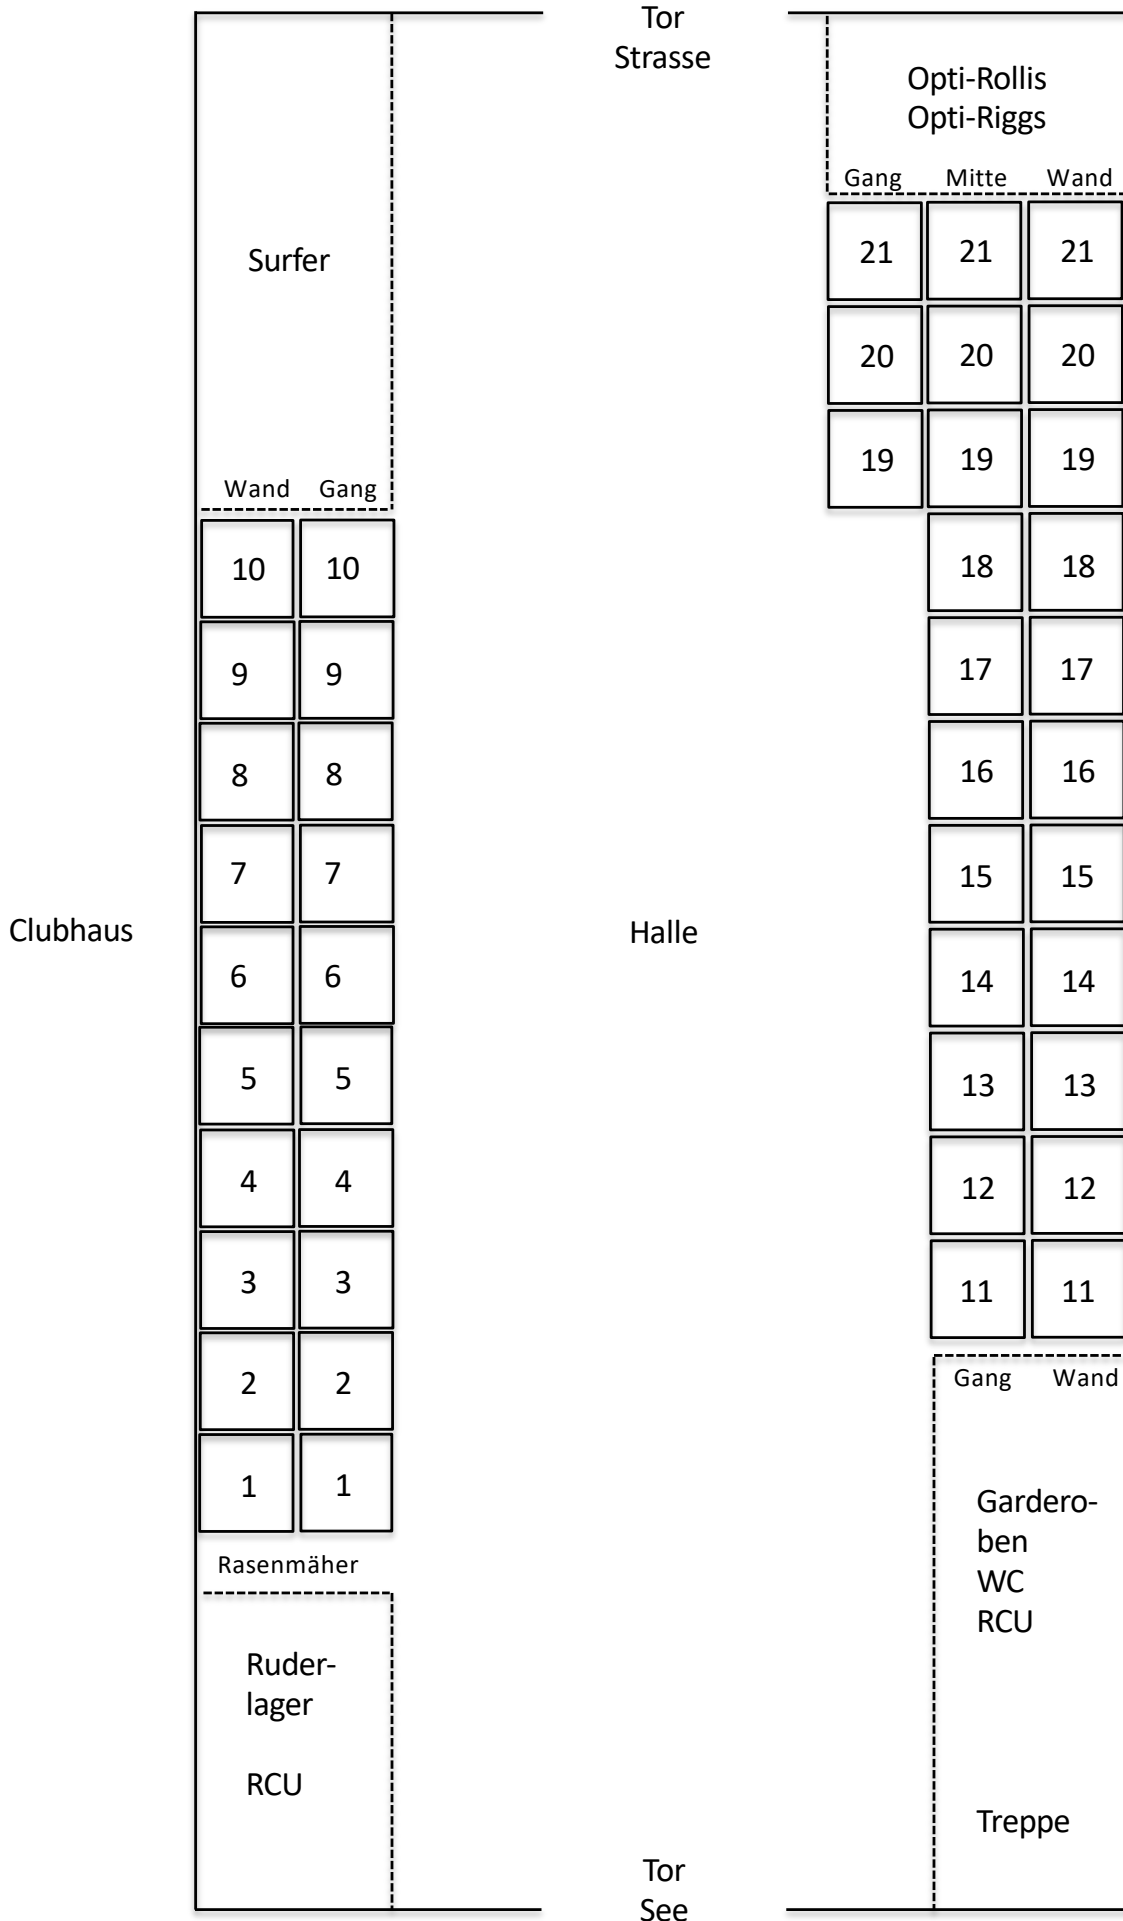 Tor
Strasse
Opti-Rollis
Opti-Riggs
Gang Mitte Wand
21 21 21
Surfer
20 20 20
19 19 19
Wand Gang
10 10
18 18
9 9
17 17
8 8
16 16
7 7
15 15
Clubhaus
Halle
6 6
14 14
5 5
13 13
4 4
12 12
3 3
11 11
2 2
Gang Wand
1 1
Gardero-
ben
WC
RCU
Rasenmäher
Ruder-
lager
RCU
Treppe
Tor
See